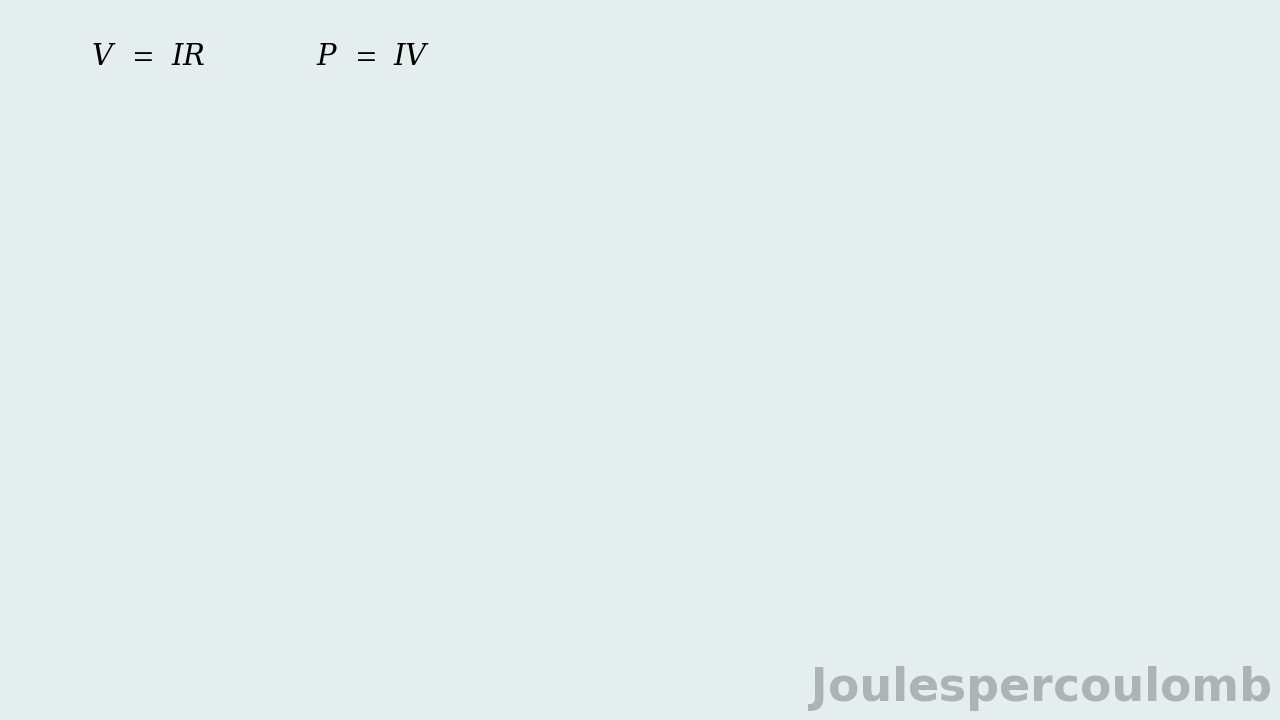 V = IR P = IV
Joulespercoulomb